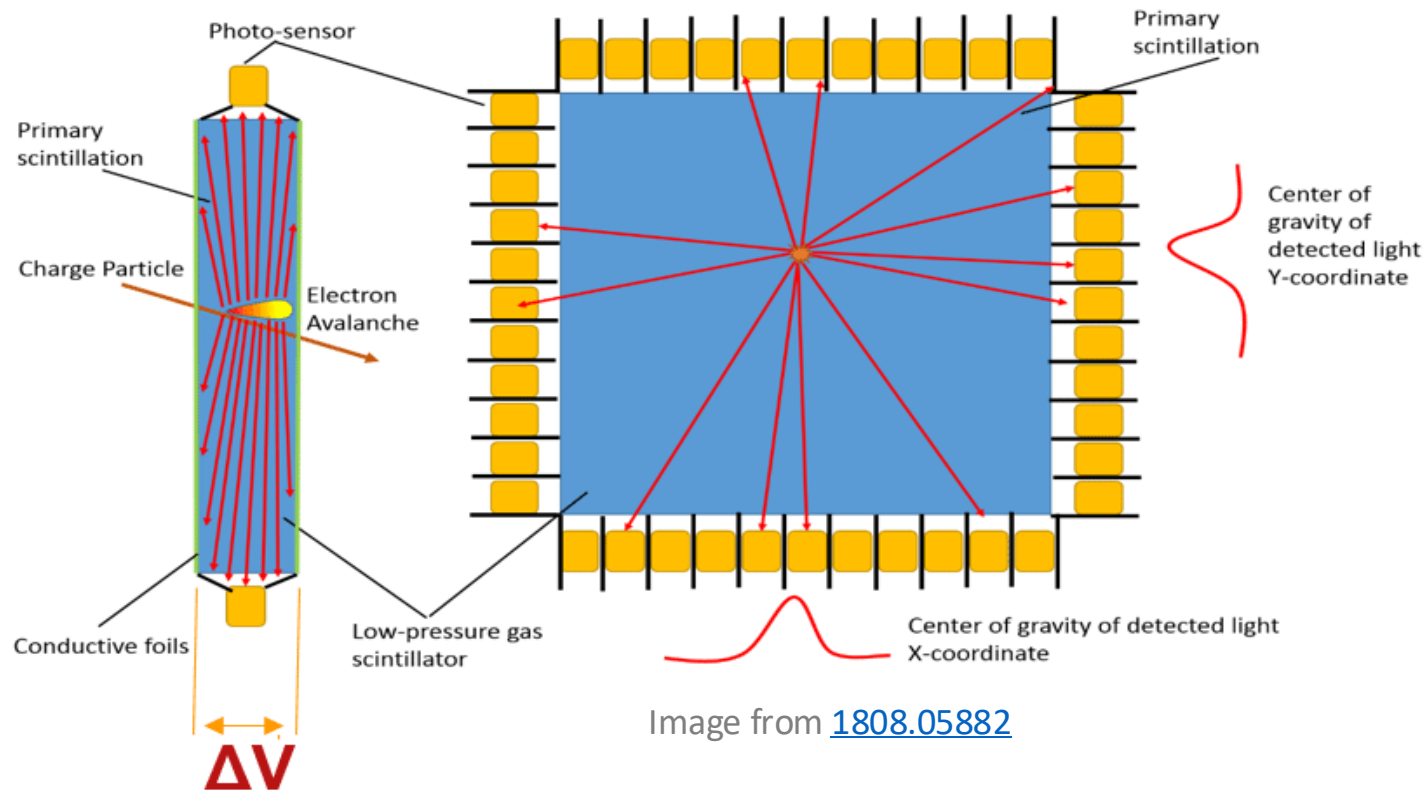 Photo-sensor
Primary
scintillation
Primary
scintillation
Charge Particle
Electron
Avalanche
Center of
gravity of
detected light
Y-coordinate
Conductive foils
Low-pressure gas
scintillator
Center of gravity of detected light
X-coordinate
Image from 1808.05882
ΔV